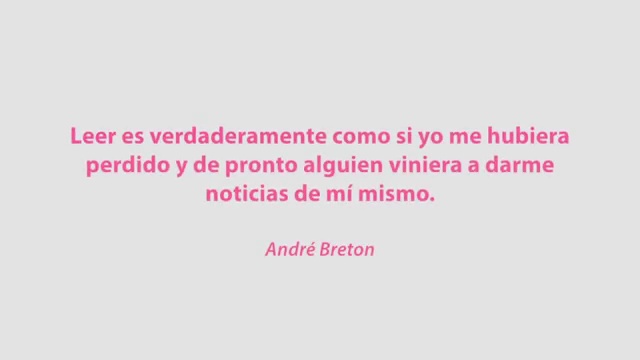 Leer es verdaderamente como si yo me hubiera
perdido y de pronto alguien viniera a darme
noticias de mí mismo.
André Breton